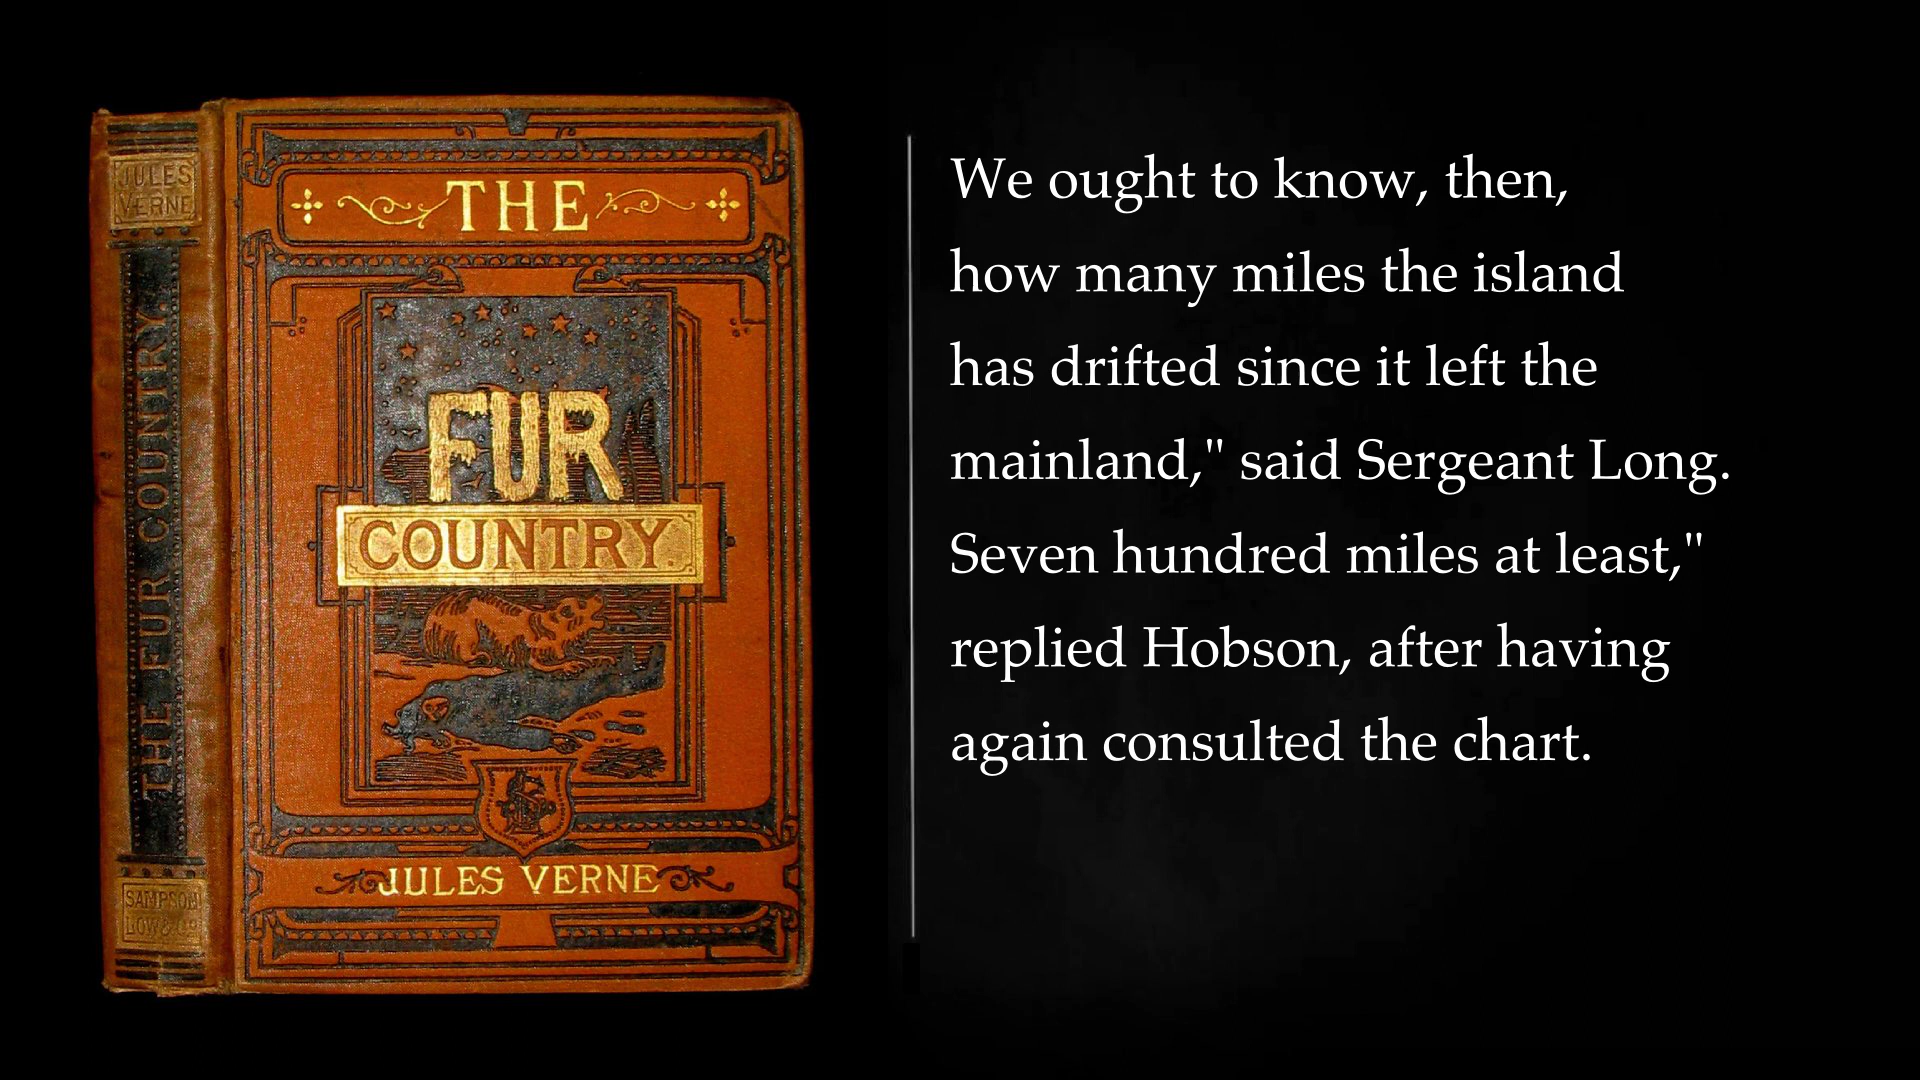 JULES
VERNE
THE FUR COUNTRY.
SAMPSON
LOW & Co
THE
FUR
COUNTRY.
JULES VERNE
We ought to know, then,
how many miles the island
has drifted since it left the
mainland," said Sergeant Long.
Seven hundred miles at least,"
replied Hobson, after having
again consulted the chart.